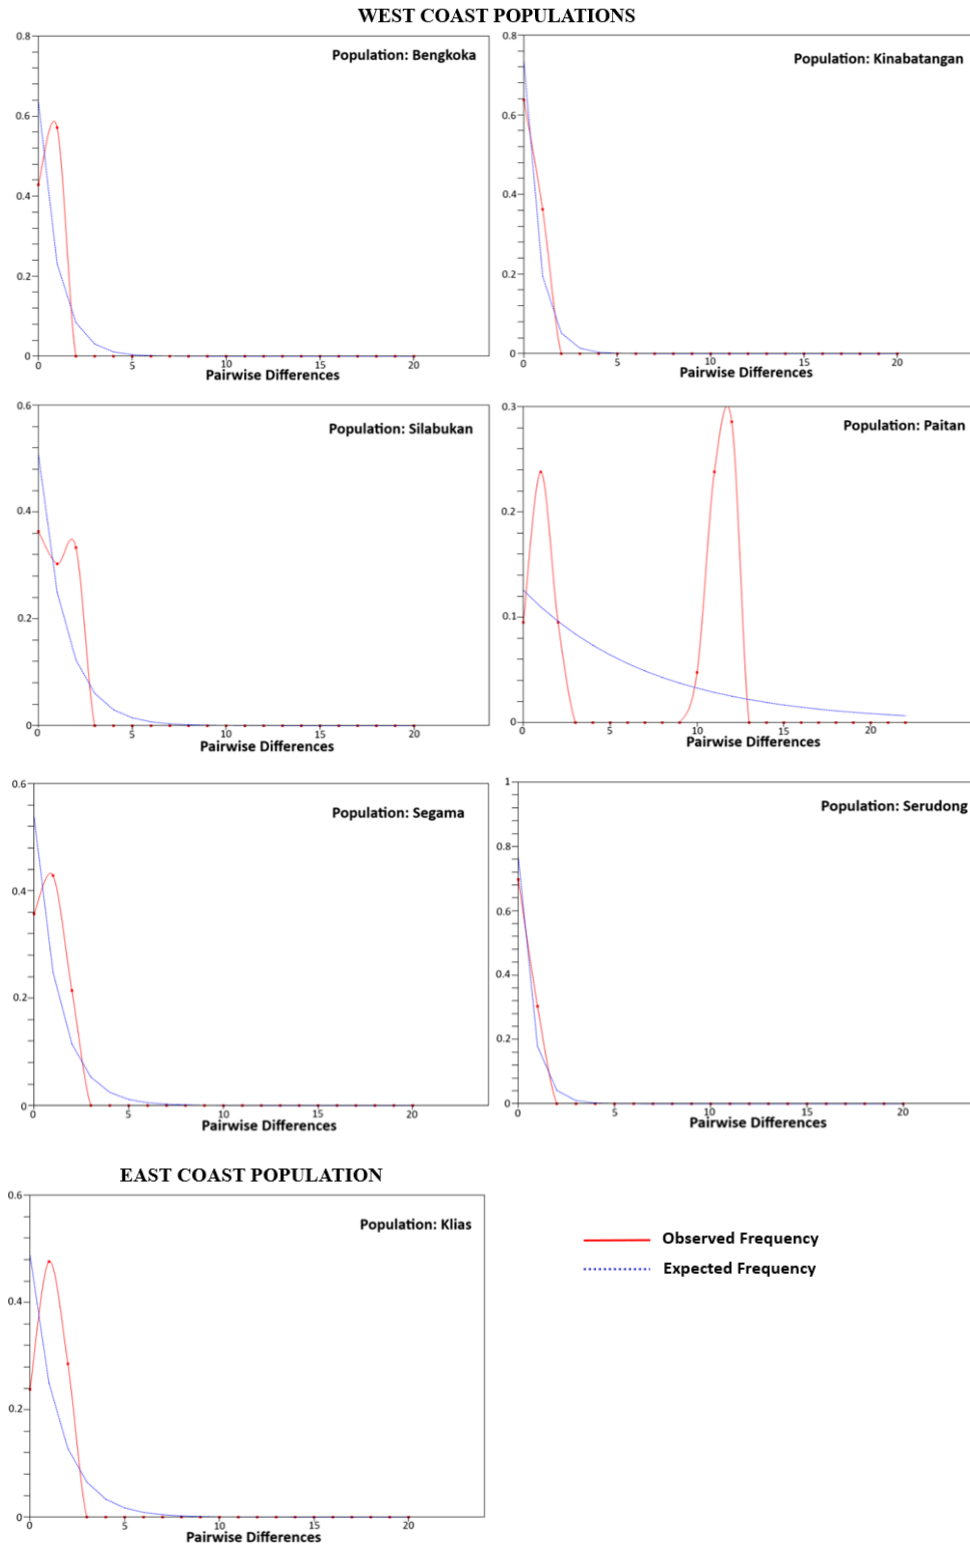 WEST COAST POPULATIONS
Population: Bengkoka
0.8
0.6
0.4
0.2
0
0 5 10 15 20
Pairwise Differences
Population: Kinabatangan
0.8
0.6
0.4
0.2
0
0 5 10 15 20
Pairwise Differences
Population: Silabukan
0.6
0.4
0.2
0
0 5 10 15 20
Pairwise Differences
Population: Paitan
0.3
0.2
0.1
0
0 5 10 15 20
Pairwise Differences
Population: Segama
0.6
0.4
0.2
0
0 5 10 15 20
Pairwise Differences
Population: Serudong
1
0.8
0.6
0.4
0.2
0
0 5 10 15 20
Pairwise Differences
EAST COAST POPULATION
Population: Klias
0.6
0.4
0.2
0
0 5 10 15 20
Pairwise Differences
Observed Frequency
Expected Frequency